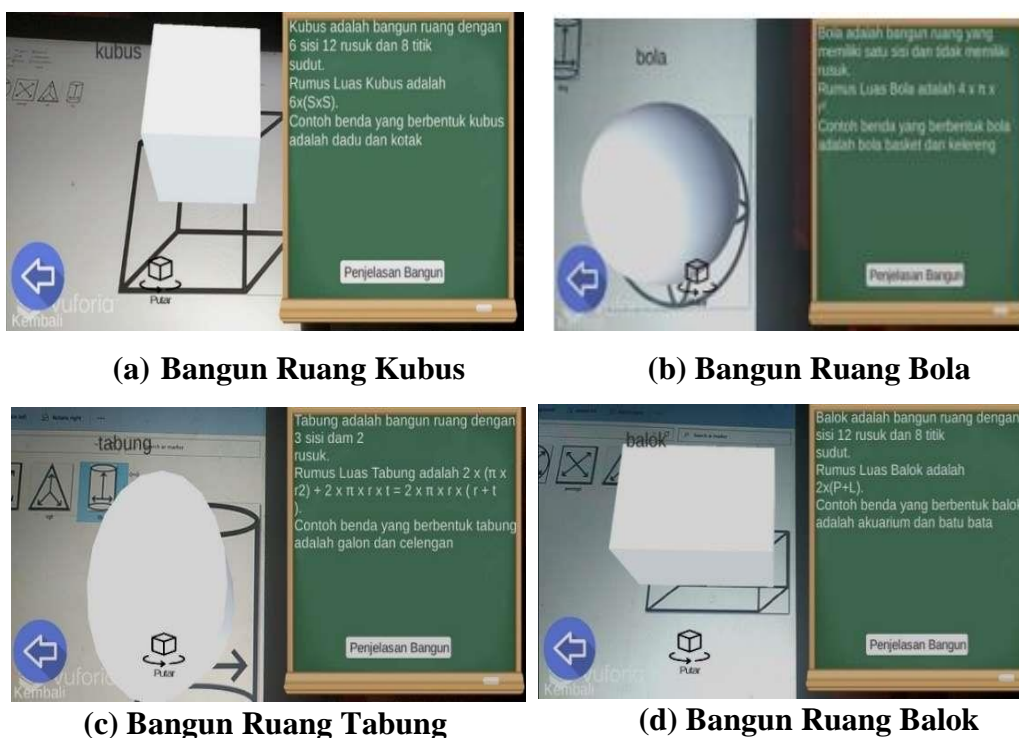 kubus
Kubus adalah bangun ruang dengan
6 sisi 12 rusuk dan 8 titik
sudut.
Rumus Luas Kubus adalah
6x(SxS).
Contoh benda yang berbentuk kubus
adalah dadu dan kotak
Penjelasan Bangun
Putar
vuforia
Kembali
bola
Bola adalah bangun ruang yang
memiliki satu sisi dan tidak memiliki
rusuk.
Rumus Luas Bola adalah 4 x π x
r².
Contoh benda yang berbentuk bola
adalah bola basket dan kelereng
Penjelasan Bangun
(a) Bangun Ruang Kubus
(b) Bangun Ruang Bola
tabung
Search or marker
Tabung adalah bangun ruang dengan
3 sisi dam 2
rusuk.
Rumus Luas Tabung adalah 2 x (π x
r2) + 2 x π x r x t = 2 x π x r x ( r + t
).
Contoh benda yang berbentuk tabung
adalah galon dan celengan
Penjelasan Bangun
Putar
vuforia
Kembali
balok
Balok adalah bangun ruang dengan
sisi 12 rusuk dan 8 titik
sudut.
Rumus Luas Balok adalah
2x(P+L).
Contoh benda yang berbentuk balok
adalah akuarium dan batu bata
Penjelasan Bangun
Putar
vuforia
Kembali
(c) Bangun Ruang Tabung
(d) Bangun Ruang Balok